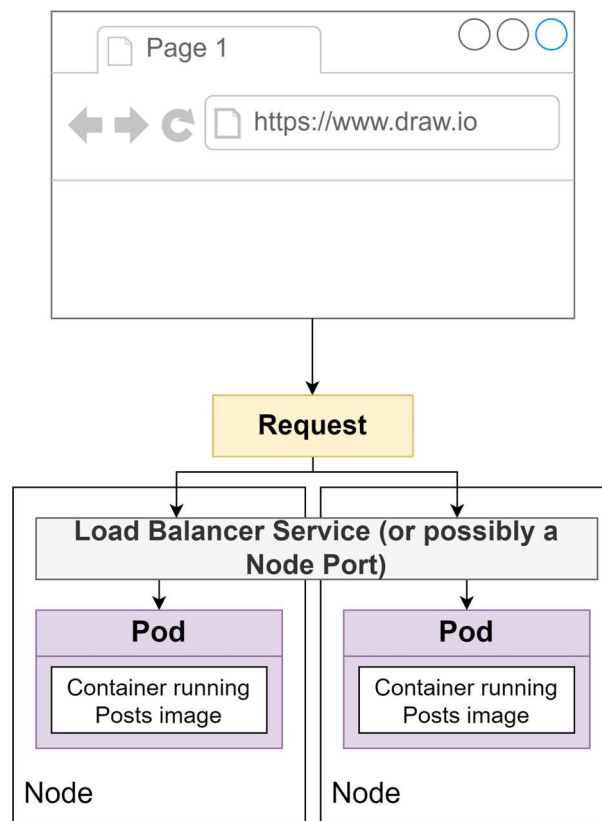 Page 1
https://www.draw.io
Request
Load Balancer Service (or possibly a
Node Port)
Pod
Container running
Posts image
Node
Pod
Container running
Posts image
Node